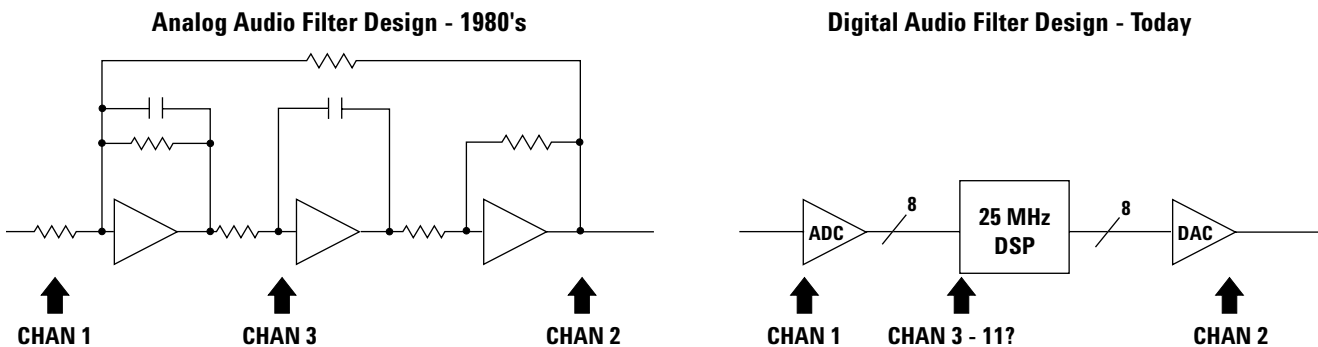 Analog Audio Filter Design - 1980's
CHAN 1
CHAN 3
CHAN 2
Digital Audio Filter Design - Today
ADC
8
25 MHz
DSP
8
DAC
CHAN 1
CHAN 3 - 11?
CHAN 2